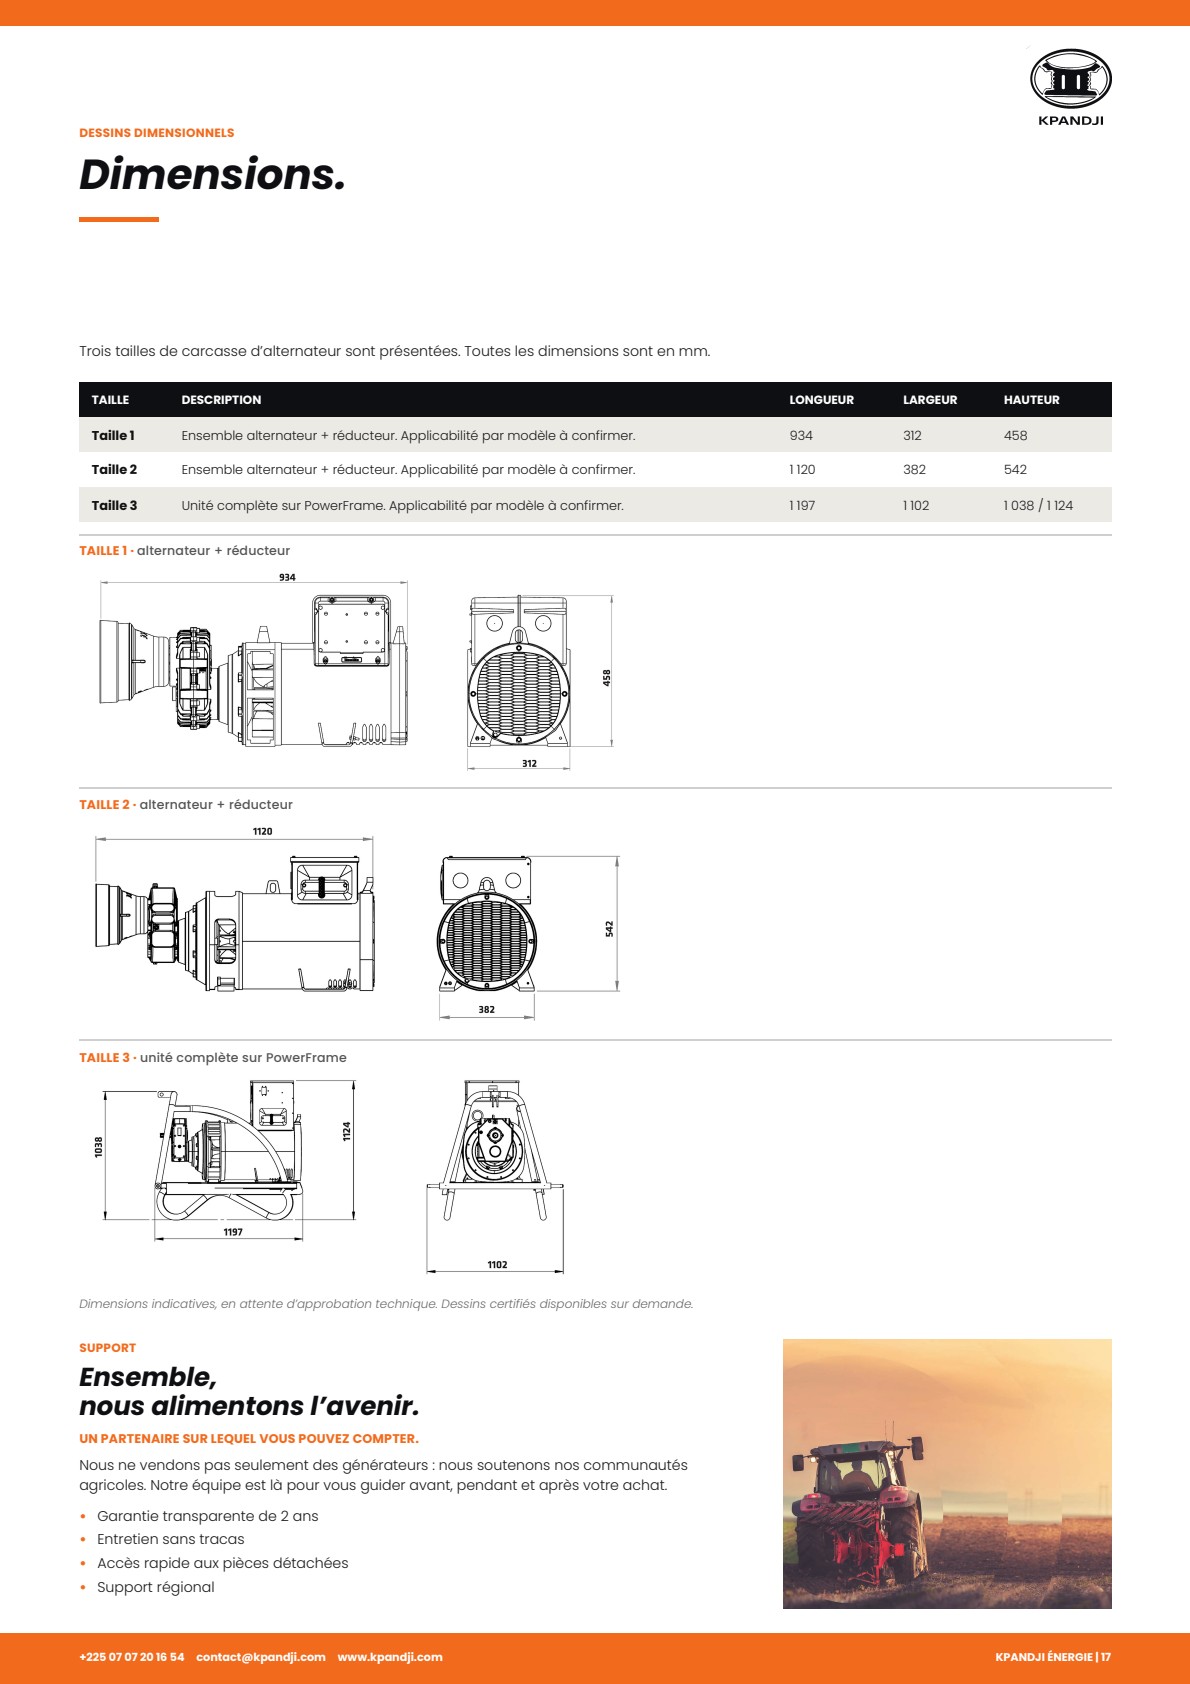 KPANDJI
DESSINS DIMENSIONNELS
Dimensions.
Trois tailles de carcasse d’alternateur sont présentées. Toutes les dimensions sont en mm.
TAILLE DESCRIPTION LONGUEUR LARGEUR HAUTEUR
Taille 1 Ensemble alternateur + réducteur. Applicabilité par modèle à confirmer. 934 312 458
Taille 2 Ensemble alternateur + réducteur. Applicabilité par modèle à confirmer. 1 120 382 542
Taille 3 Unité complète sur PowerFrame. Applicabilité par modèle à confirmer. 1 197 1 102 1 038 / 1 124
TAILLE 1 · alternateur + réducteur
934
458
312
TAILLE 2 · alternateur + réducteur
1120
542
382
TAILLE 3 · unité complète sur PowerFrame
1038
1124
1197
1102
Dimensions indicatives, en attente d’approbation technique. Dessins certifiés disponibles sur demande.
SUPPORT
Ensemble,
nous alimentons l’avenir.
UN PARTENAIRE SUR LEQUEL VOUS POUVEZ COMPTER.
Nous ne vendons pas seulement des générateurs : nous soutenons nos communautés
agricoles. Notre équipe est là pour vous guider avant, pendant et après votre achat.
• Garantie transparente de 2 ans
• Entretien sans tracas
• Accès rapide aux pièces détachées
• Support régional
+225 07 07 20 16 54 contact@kpandji.com www.kpandji.com
KPANDJI ÉNERGIE | 17